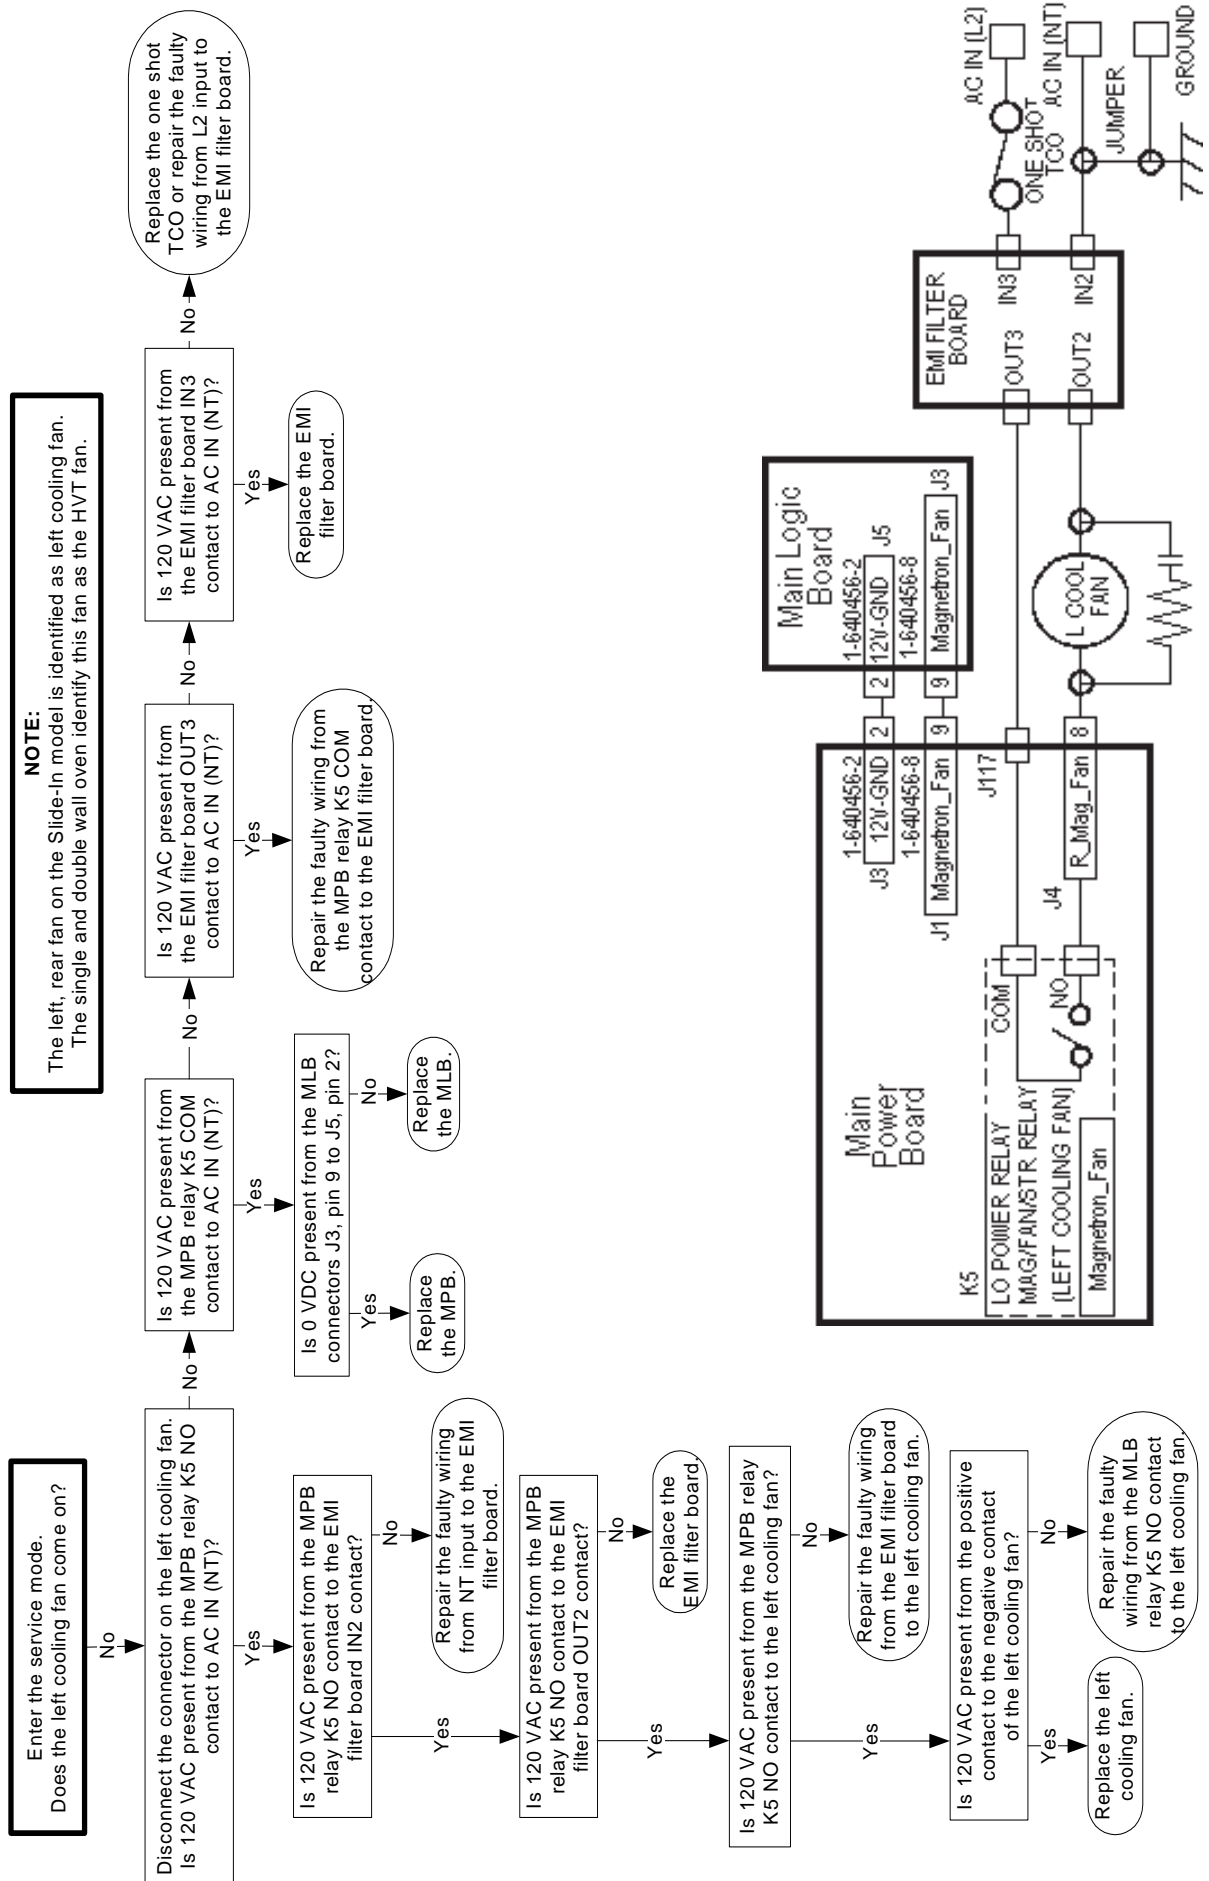 NOTE:
The left, rear fan on the Slide-In model is identified as left cooling fan.
The single and double wall oven identify this fan as the HVT fan.
Enter the service mode.
Does the left cooling fan come on?
No
Disconnect the connector on the left cooling fan.
Is 120 VAC present from the MPB relay K5 NO
contact to AC IN (NT)?
No
Is 120 VAC present from
the MPB relay K5 COM
contact to AC IN (NT)?
No
Is 120 VAC present from
the EMI filter board OUT3
contact to AC IN (NT)?
No
Is 120 VAC present from
the EMI filter board IN3
contact to AC IN (NT)?
No
Replace the one shot
TCO or repair the faulty
wiring from L2 input to
the EMI filter board.
Yes
Is 120 VAC present from the MPB
relay K5 NO contact to the EMI
filter board IN2 contact?
Yes
Is 0 VDC present from the MLB
connectors J3, pin 9 to J5, pin 2?
Yes
Replace
the MPB.
No
Replace
the MLB.
Yes
Repair the faulty wiring from
the MPB relay K5 COM
contact to the EMI filter board.
Yes
Replace the EMI
filter board.
No
Repair the faulty wiring
from NT input to the EMI
filter board.
Yes
Is 120 VAC present from the MPB
relay K5 NO contact to the EMI
filter board OUT2 contact?
No
Replace the
EMI filter board.
Yes
Is 120 VAC present from the MPB relay
K5 NO contact to the left cooling fan?
No
Repair the faulty wiring
from the EMI filter board
to the left cooling fan.
Yes
Is 120 VAC present from the positive
contact to the negative contact
of the left cooling fan?
Yes
Replace the left
cooling fan.
No
Repair the faulty
wiring from the MLB
relay K5 NO contact
to the left cooling fan.
Main
Power
Board
K5
LO POWER RELAY
MAG/FAN/STR RELAY
(LEFT COOLING FAN)
Magnetron_Fan
COM
NO
1-640456-2
J3
12V-GND
2
1-640456-8
J1
Magnetron_Fan
9
J117
J4
R_Mag_Fan
8
Main Logic
Board
1-640456-2
2
12V-GND
J5
1-640456-8
9
Magnetron_Fan
J3
L COOL
FAN
EMI FILTER
BOARD
OUT3
IN3
OUT2
IN2
ONE SHOT
TCO
AC IN (L2)
AC IN (NT)
JUMPER
GROUND